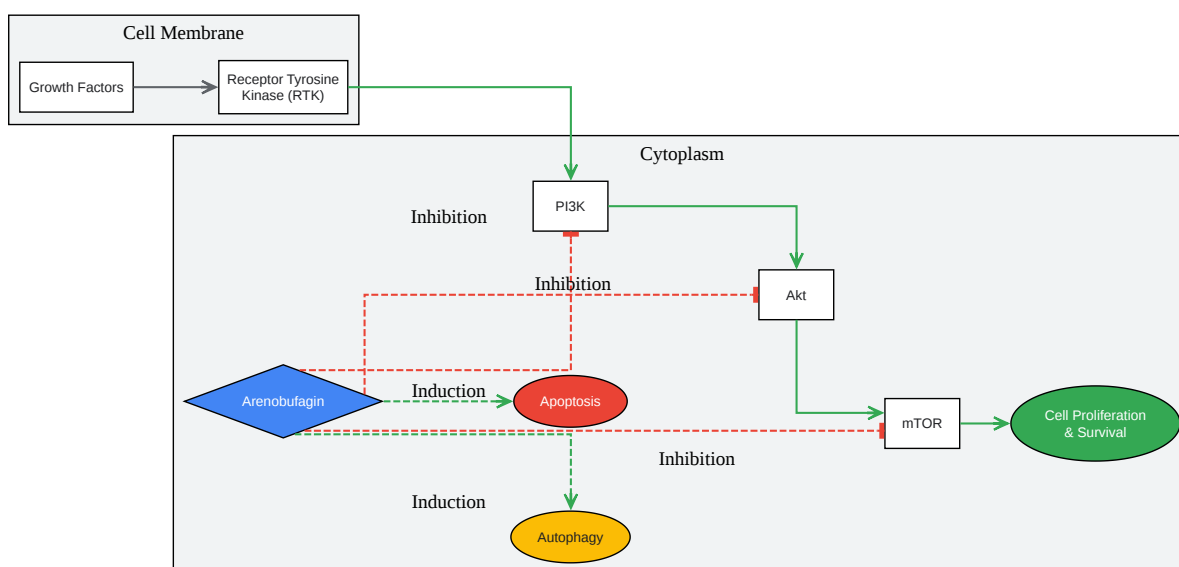 Cell Membrane
Growth Factors
Receptor Tyrosine
Kinase (RTK)
Cytoplasm
PI3K
Inhibition
Inhibition
Akt
Arenobufagin
Induction
Apoptosis
Cell Proliferation
& Survival
mTOR
Inhibition
Induction
Autophagy